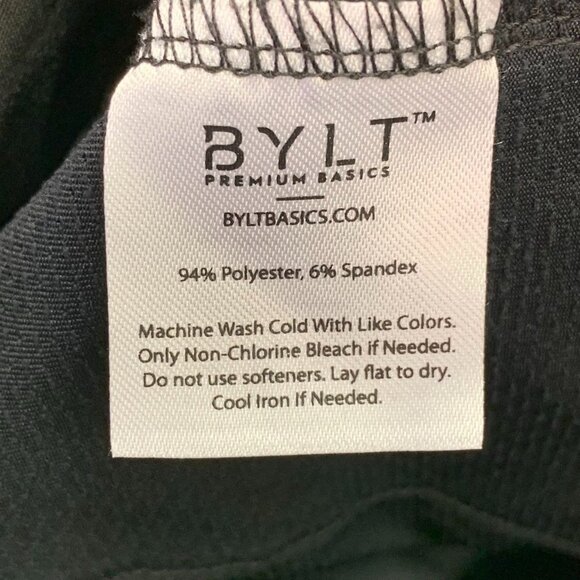 BYLT™
PREMIUM BASICS
BYLTBASICS.COM
94% Polyester, 6% Spandex
Machine Wash Cold With Like Colors.
Only Non-Chlorine Bleach if Needed.
Do not use softeners. Lay flat to dry.
Cool Iron If Needed.